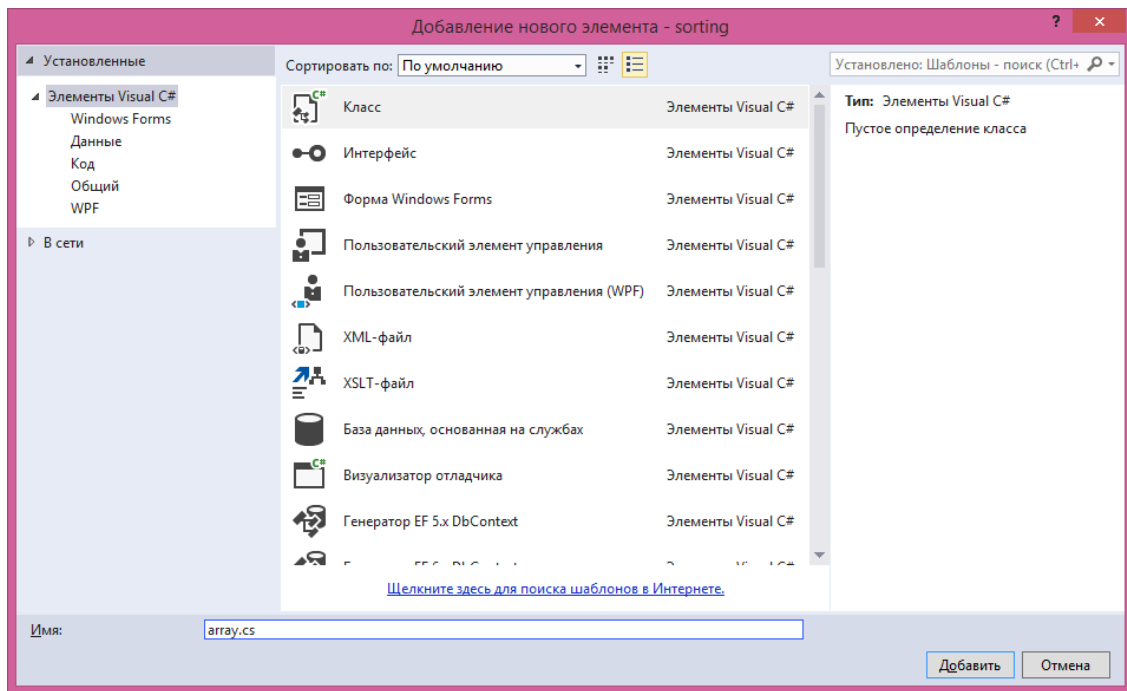 Добавление нового элемента - sorting
? ×
Установленные
Элементы Visual C#
Windows Forms
Данные
Код
Общий
WPF
В сети
Сортировать по: По умолчанию
Класс Элементы Visual C#
Интерфейс Элементы Visual C#
Форма Windows Forms Элементы Visual C#
Пользовательский элемент управления Элементы Visual C#
Пользовательский элемент управления (WPF) Элементы Visual C#
XML-файл Элементы Visual C#
XSLT-файл Элементы Visual C#
База данных, основанная на службах Элементы Visual C#
Визуализатор отладчика Элементы Visual C#
Генератор EF 5.x DbContext Элементы Visual C#
Щелкните здесь для поиска шаблонов в Интернете.
Установлено: Шаблоны - поиск (Ctrl+
Тип: Элементы Visual C#
Пустое определение класса
Имя: array.cs
Добавить Отмена